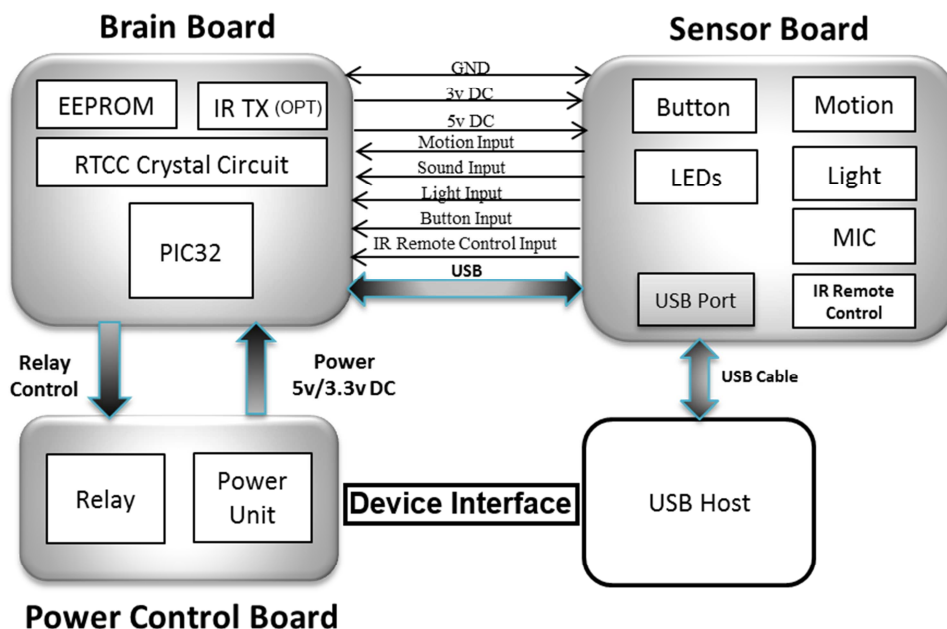 Brain Board
Sensor Board
EEPROM
IR TX (OPT)
RTCC Crystal Circuit
PIC32
GND
3v DC
5v DC
Motion Input
Sound Input
Light Input
Button Input
IR Remote Control Input
USB
Button
Motion
LEDs
Light
MIC
USB Port
IR Remote
Control
Relay
Control
Power
5v/3.3v DC
USB Cable
Relay
Power
Unit
Device Interface
USB Host
Power Control Board